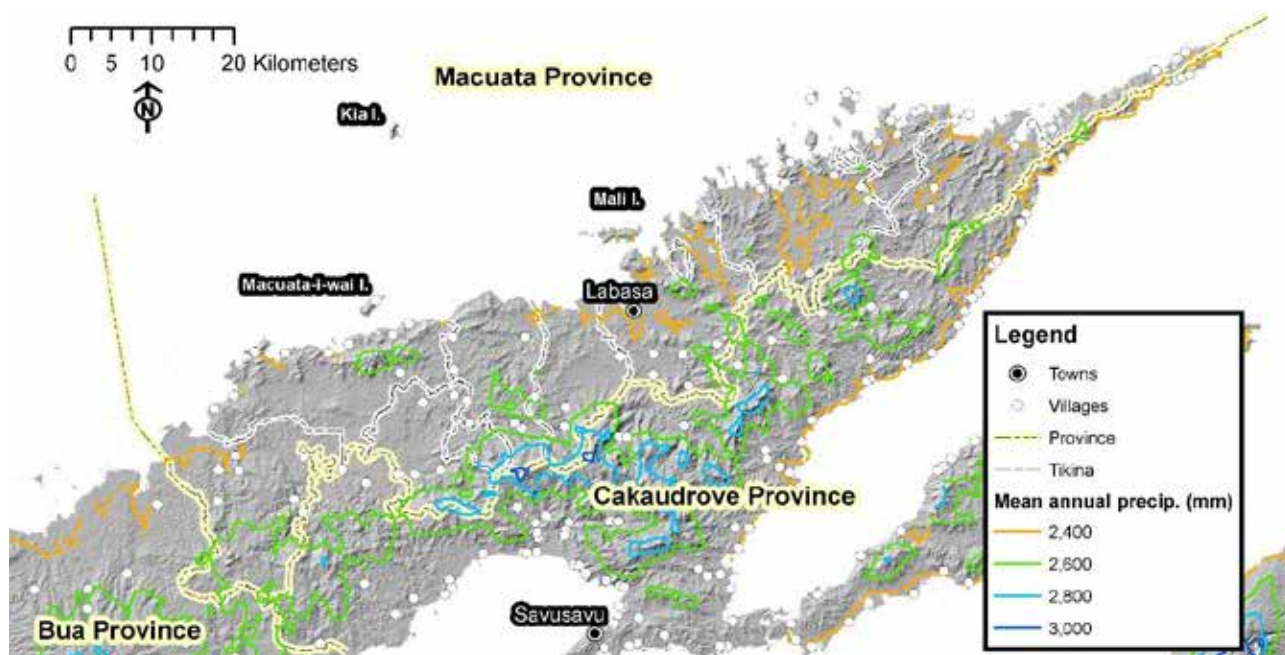 0 5 10 20 Kilometers
N
Macuata Province
Kia I.
Mali I.
Macuata-i-wai I.
Labasa
Cakaudrove Province
Savusavu
Bua Province
Legend
Towns
Villages
Province
Tikina
Mean annual precip. (mm)
2,400
2,600
2,800
3,000